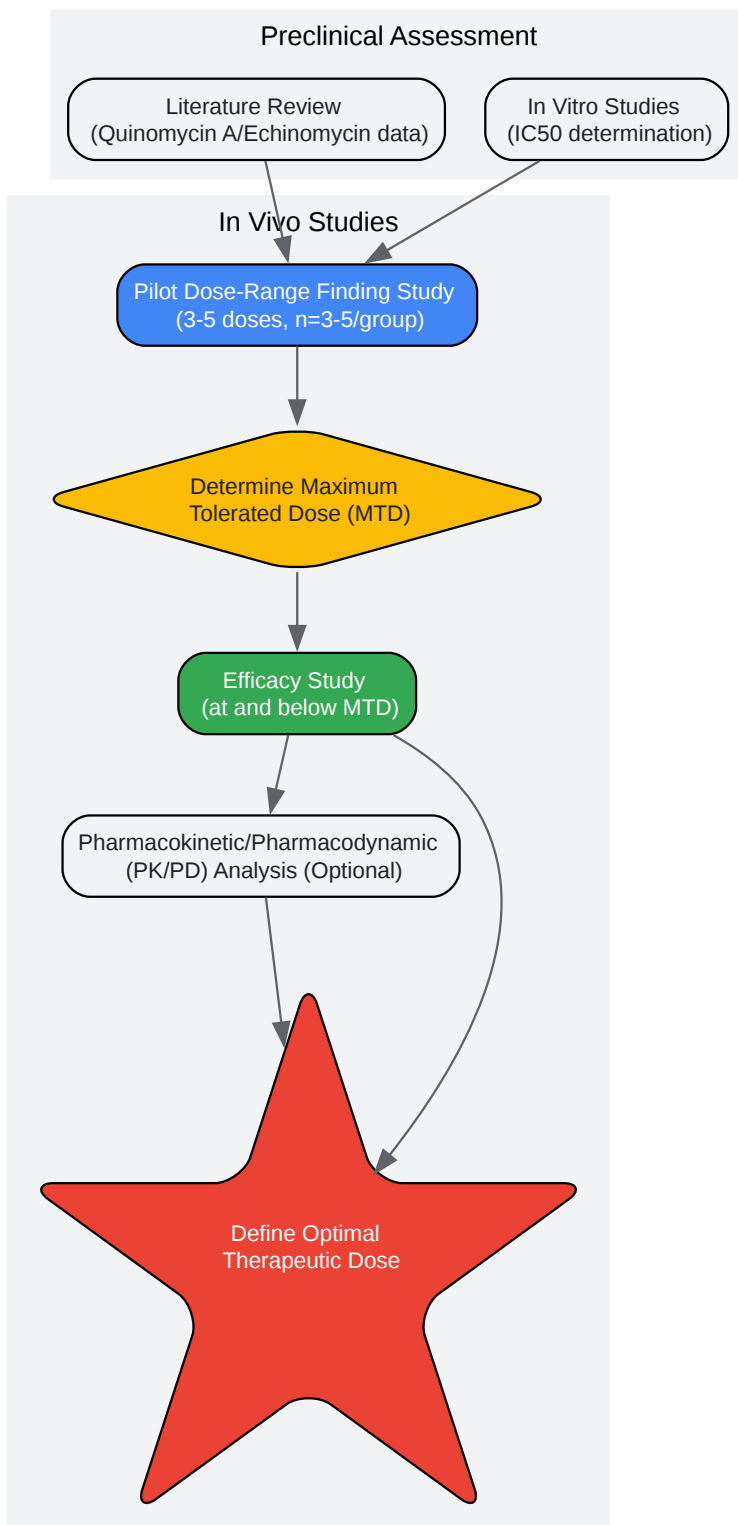 Preclinical Assessment
Literature Review
(Quinomycin A/Echinomycin data)
In Vitro Studies
(IC50 determination)
In Vivo Studies
Pilot Dose-Range Finding Study
(3-5 doses, n=3-5/group)
Determine Maximum
Tolerated Dose (MTD)
Efficacy Study
(at and below MTD)
Pharmacokinetic/Pharmacodynamic
(PK/PD) Analysis (Optional)
Define Optimal
Therapeutic Dose